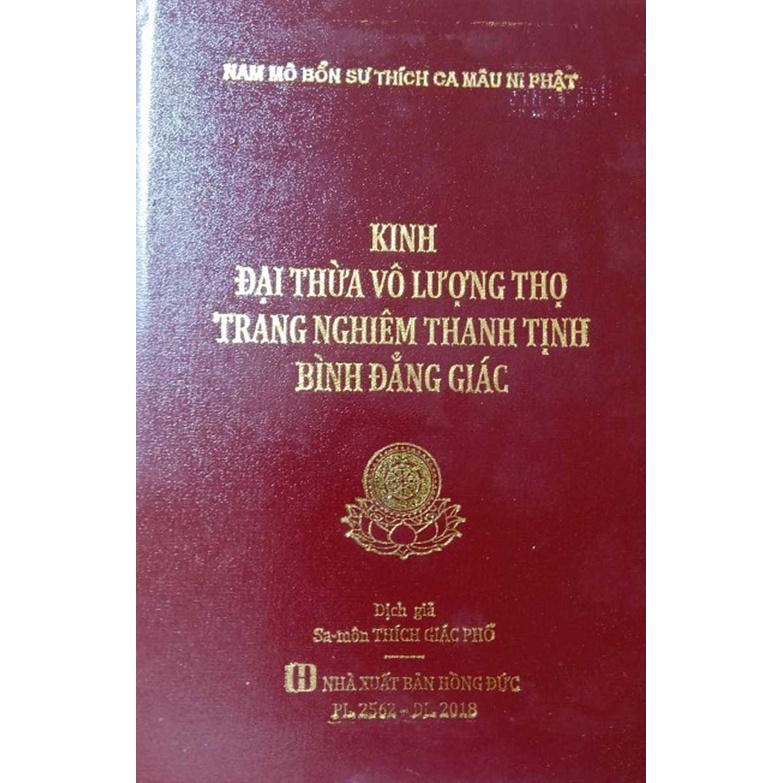 NAM MÔ BỔN SƯ THÍCH CA MÂU NI PHẬT
KINH
ĐẠI THỪA VÔ LƯỢNG THỌ
TRANG NGHIÊM THANH TỊNH
BÌNH ĐẲNG GIÁC
Dịch giả
Sa-môn THÍCH GIÁC PHỔ
NHÀ XUẤT BẢN HỒNG ĐỨC
PL 2562 - DL 2018